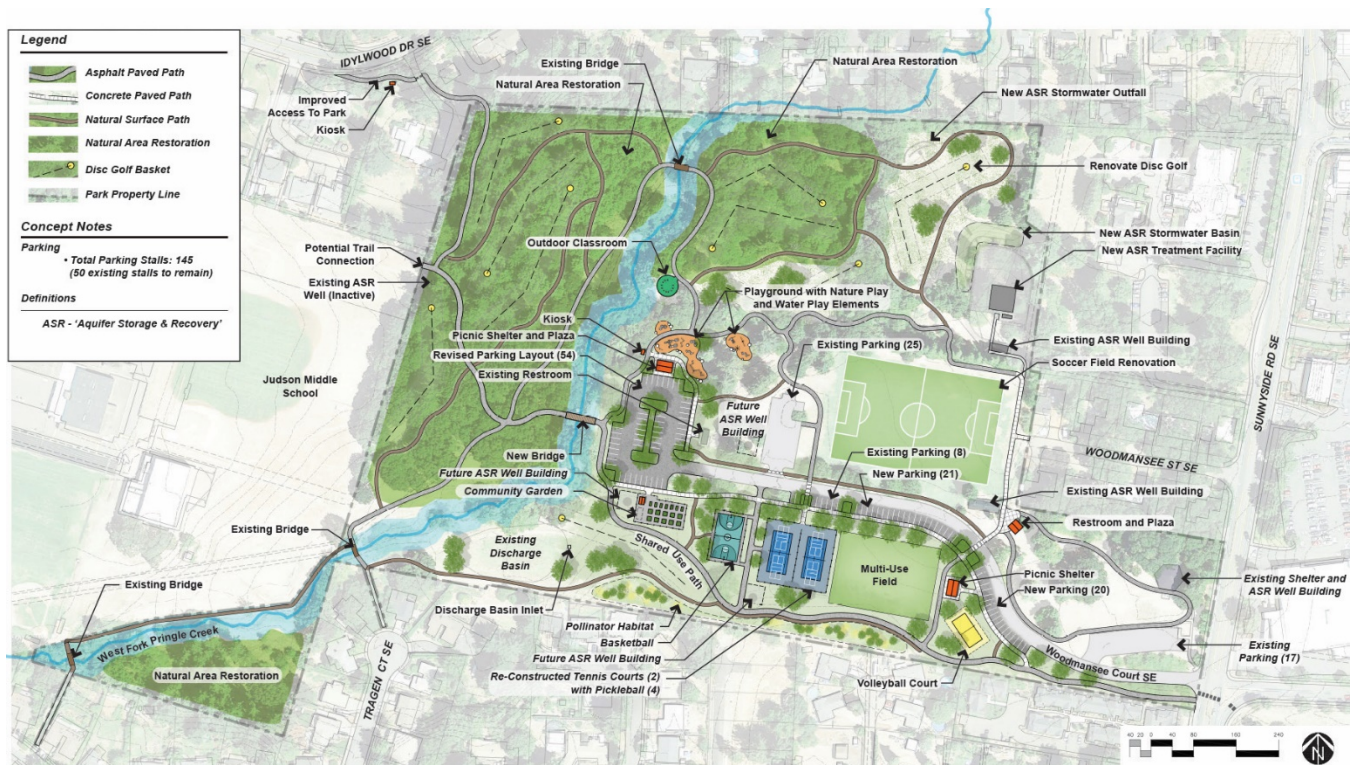 Legend
Asphalt Paved Path
Concrete Paved Path
Natural Surface Path
Natural Area Restoration
Disc Golf Basket
Park Property Line
Concept Notes
Parking
• Total Parking Stalls: 145
(50 existing stalls to remain)
Definitions
ASR - 'Aquifer Storage & Recovery'
IDYLWOOD DR SE
Improved
Access To Park
Kiosk
Existing Bridge
Natural Area Restoration
Natural Area Restoration
New ASR Stormwater Outfall
Renovate Disc Golf
New ASR Stormwater Basin
New ASR Treatment Facility
Potential Trail
Connection
Existing ASR
Well (Inactive)
Outdoor Classroom
Playground with Nature Play
and Water Play Elements
Kiosk
Picnic Shelter and Plaza
Revised Parking Layout (54)
Existing Restroom
Existing Parking (25)
Existing ASR Well Building
Soccer Field Renovation
SUNNYSIDE RD SE
Judson Middle
School
Future
ASR Well
Building
WOODMANSEE ST SE
New Bridge
Future ASR Well Building
Community Garden
Existing Parking (8)
New Parking (21)
Existing ASR Well Building
Restroom and Plaza
Existing Bridge
Existing
Discharge
Basin
Shared Use Path
Multi-Use
Field
Picnic Shelter
New Parking (20)
Existing Shelter and
ASR Well Building
Existing Bridge
Discharge Basin Inlet
Pollinator Habitat
Basketball
Future ASR Well Building
Re-Constructed Tennis Courts (2)
with Pickleball (4)
Volleyball Court
Woodmansee Court SE
Existing
Parking (17)
West Fork Pringle Creek
Natural Area Restoration
TRAGEN CT SE
40 20 0 40 80 160 240
N